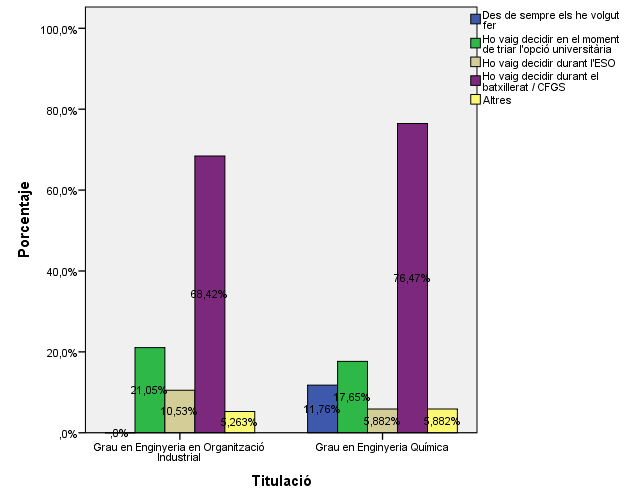 100,0%
80,0%
60,0%
40,0%
20,0%
,0%
Porcentaje
,0%
21,05%
10,53%
68,42%
5,263%
11,76%
17,65%
5,882%
76,47%
5,882%
Grau en Enginyeria en Organització
Industrial
Grau en Enginyeria Química
Titulació
Des de sempre els he volgut
fer
Ho vaig decidir en el moment
de triar l'opció universitària
Ho vaig decidir durant l'ESO
Ho vaig decidir durant el
batxillerat / CFGS
Altres